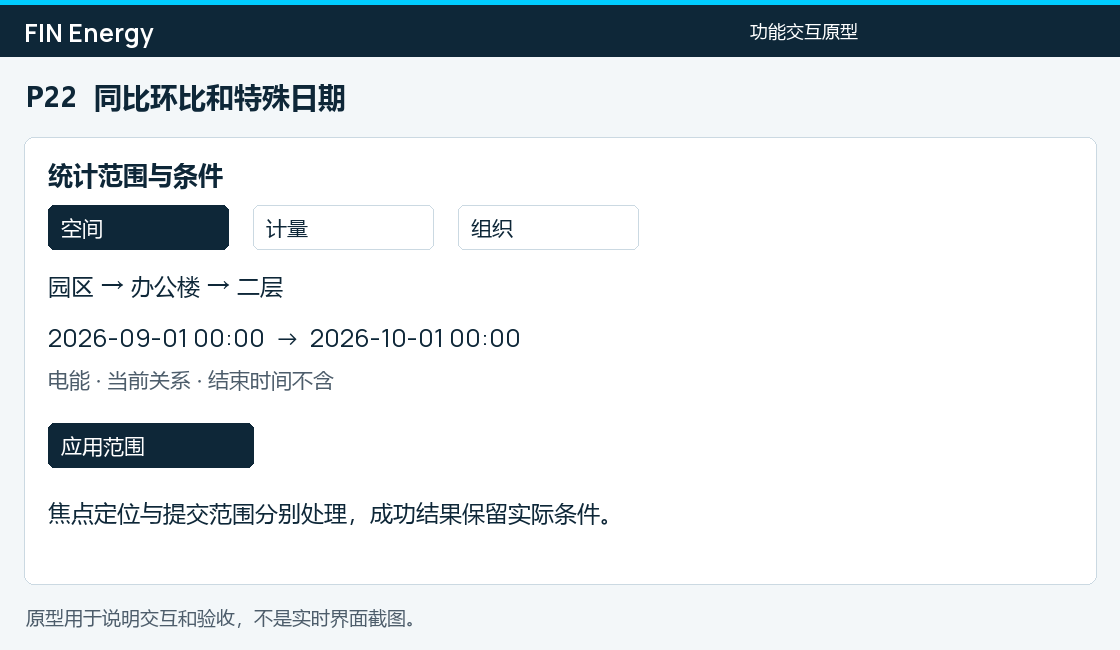 FIN Energy
功能交互原型
P22 同比环比和特殊日期
统计范围与条件
空间
计量
组织
园区 → 办公楼 → 二层
2026-09-01 00:00 → 2026-10-01 00:00
电能 · 当前关系 · 结束时间不含
应用范围
焦点定位与提交范围分别处理，成功结果保留实际条件。
原型用于说明交互和验收，不是实时界面截图。